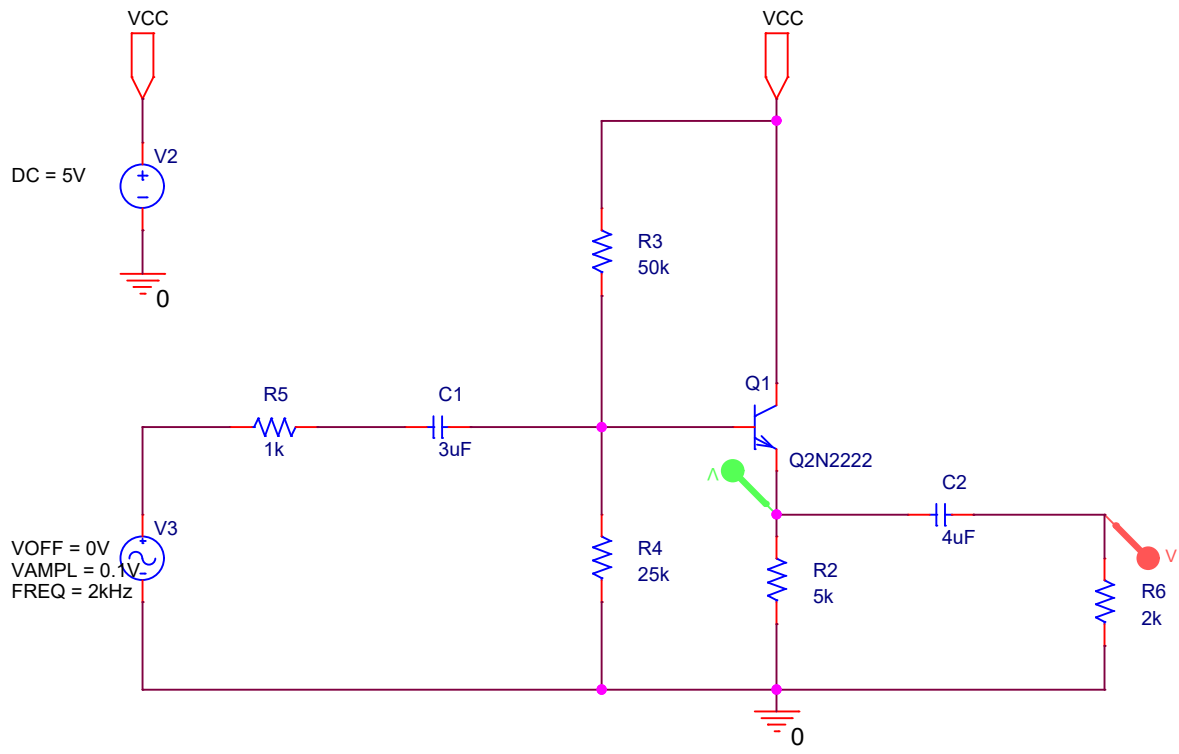 VCC
VCC
V2
DC = 5V
0
R3
50k
R5
1k
C1
3uF
Q1
Q2N2222
V
C2
4uF
V
V3
VOFF = 0V
VAMPL = 0.1V
FREQ = 2kHz
R4
25k
R2
5k
R6
2k
0